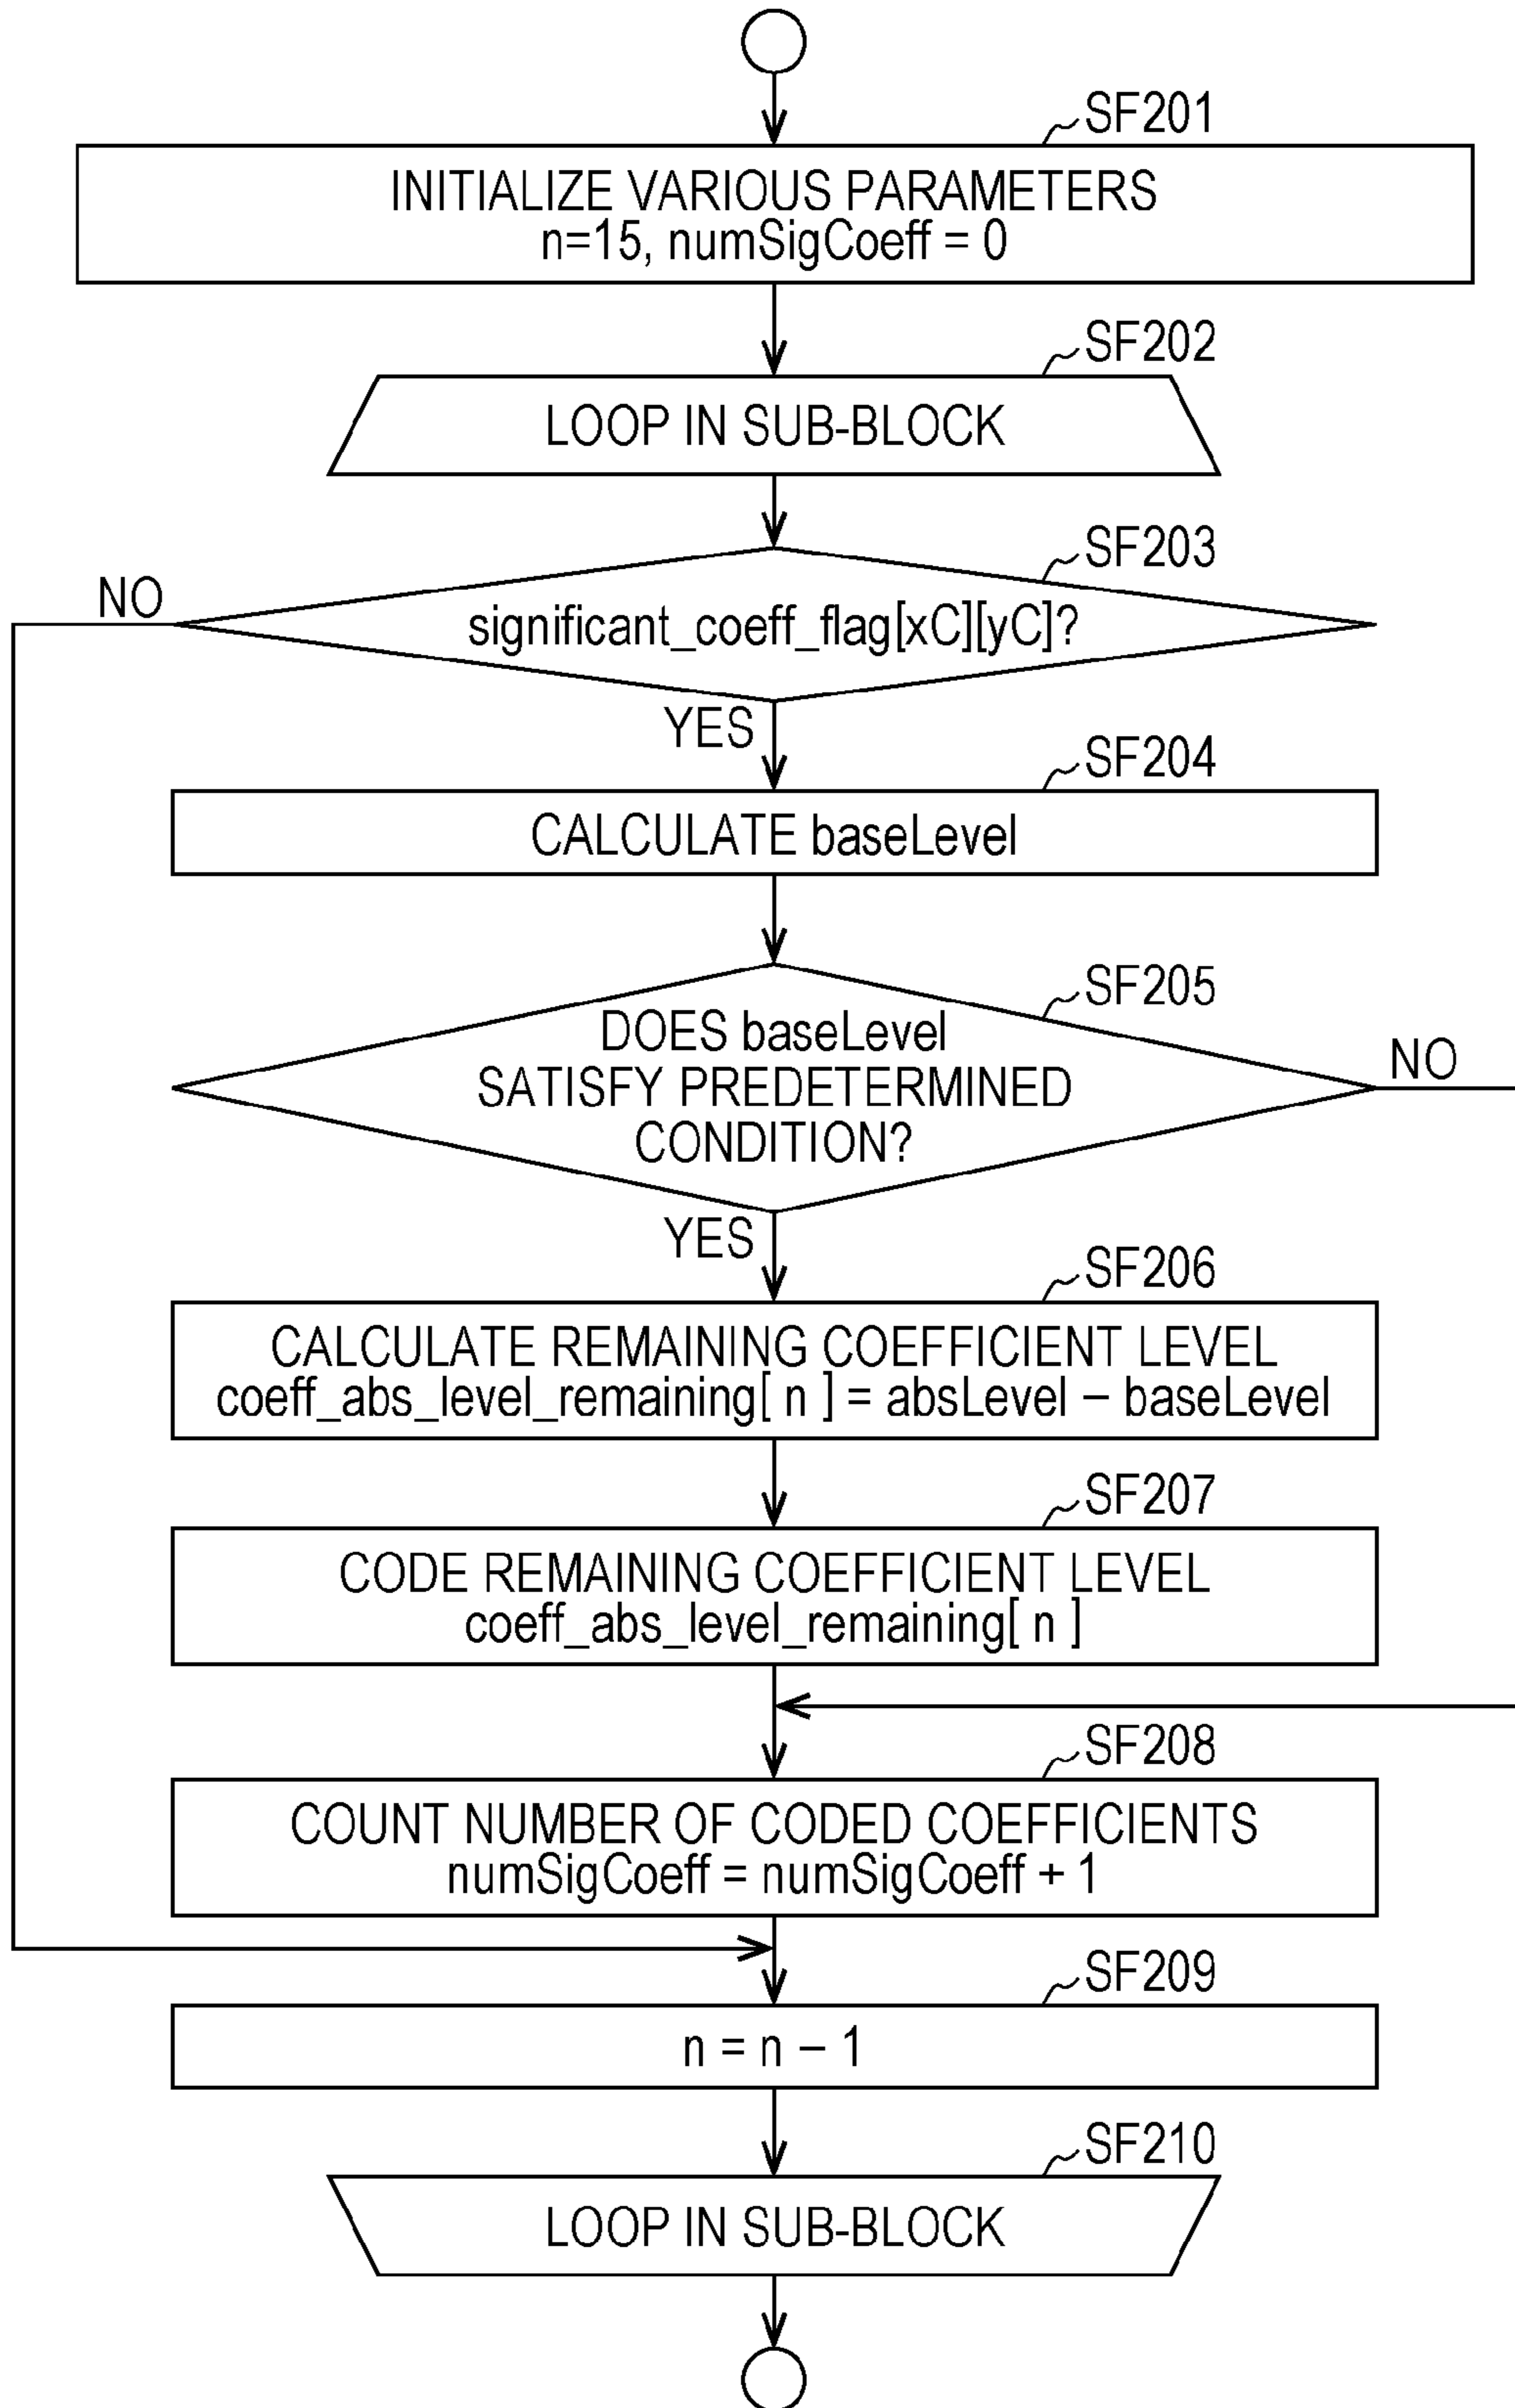 SF201
INITIALIZE VARIOUS PARAMETERS
n=15, numSigCoeff = 0
SF202
LOOP IN SUB-BLOCK
SF203
NO
significant_coeff_flag[xC][yC]?
YES
SF204
CALCULATE baseLevel
SF205
DOES baseLevel
SATISFY PREDETERMINED
CONDITION?
NO
YES
SF206
CALCULATE REMAINING COEFFICIENT LEVEL
coeff_abs_level_remaining[ n ] = absLevel – baseLevel
SF207
CODE REMAINING COEFFICIENT LEVEL
coeff_abs_level_remaining[ n ]
SF208
COUNT NUMBER OF CODED COEFFICIENTS
numSigCoeff = numSigCoeff + 1
SF209
n = n – 1
SF210
LOOP IN SUB-BLOCK